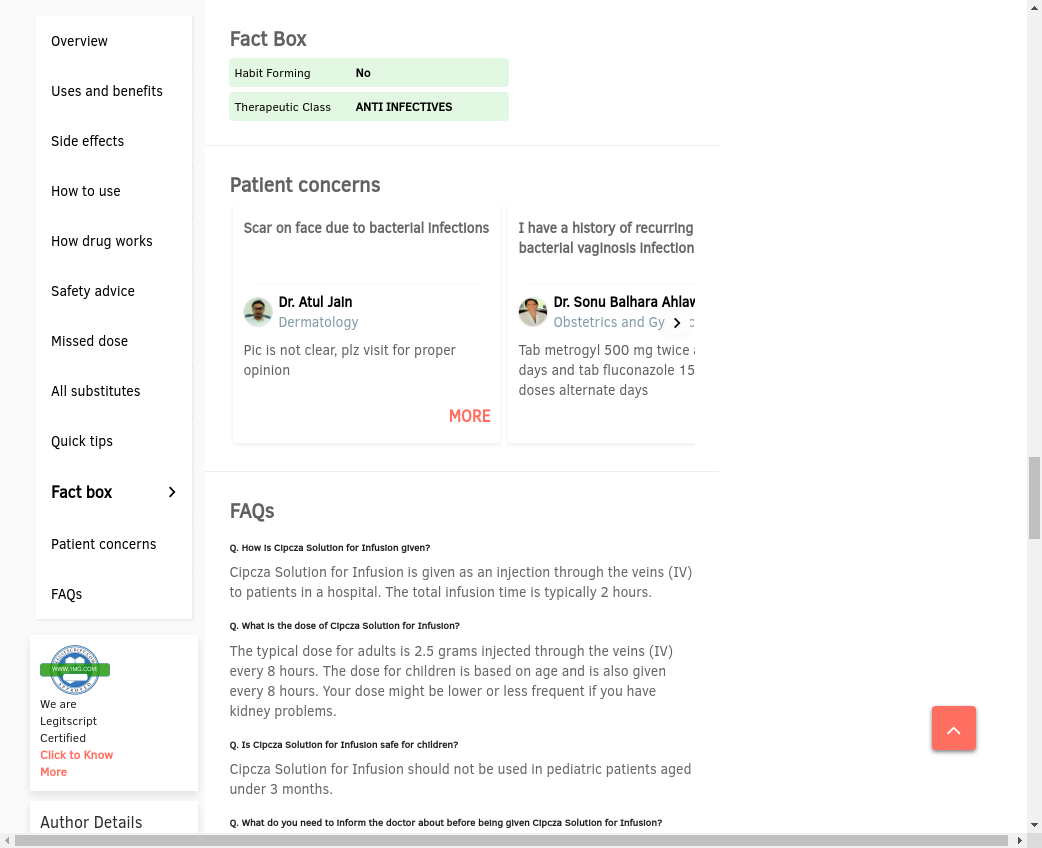 Overview
Uses and benefits
Side effects
How to use
How drug works
Safety advice
Missed dose
All substitutes
Quick tips
Fact box
Patient concerns
FAQs
WWW.1MG.COM
We are
Legitscript
Certified
Click to Know
More
Author Details
Fact Box
Habit Forming No
Therapeutic Class ANTI INFECTIVES
Patient concerns
Scar on face due to bacterial infections
Dr. Atul Jain
Dermatology
Pic is not clear, plz visit for proper
opinion
MORE
I have a history of recurring
bacterial vaginosis infection
Dr. Sonu Balhara Ahlaw
Obstetrics and Gy
Tab metrogyl 500 mg twice
days and tab fluconazole 15
doses alternate days
FAQs
Q. How is Cipcza Solution for Infusion given?
Cipcza Solution for Infusion is given as an injection through the veins (IV)
to patients in a hospital. The total infusion time is typically 2 hours.
Q. What is the dose of Cipcza Solution for Infusion?
The typical dose for adults is 2.5 grams injected through the veins (IV)
every 8 hours. The dose for children is based on age and is also given
every 8 hours. Your dose might be lower or less frequent if you have
kidney problems.
Q. Is Cipcza Solution for Infusion safe for children?
Cipcza Solution for Infusion should not be used in pediatric patients aged
under 3 months.
Q. What do you need to inform the doctor about before being given Cipcza Solution for Infusion?